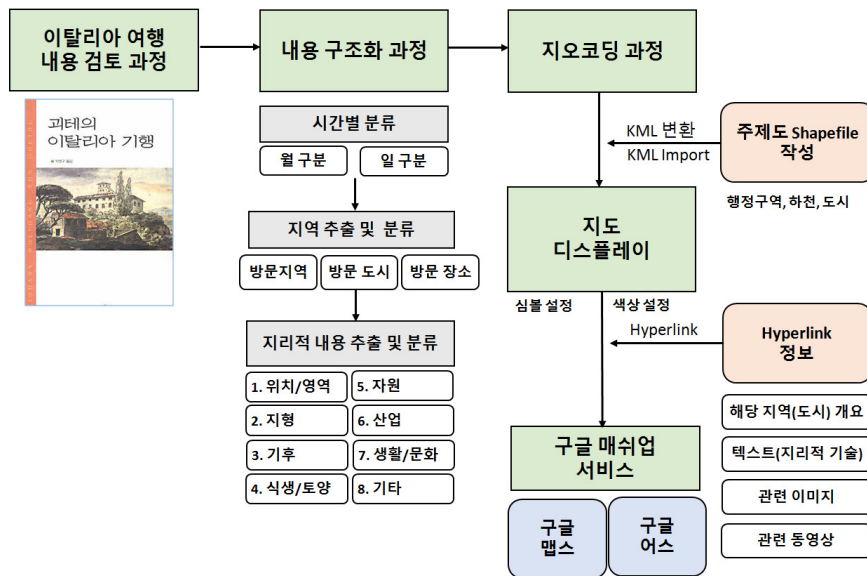 이탈리아 여행
내용 검토 과정
괴테의
이탈리아 기행
내용 구조화 과정
시간별 분류
월 구분
일 구분
지역 추출 및 분류
방문지역
방문 도시
방문 장소
지리적 내용 추출 및 분류
1. 위치/영역
5. 자원
2. 지형
6. 산업
3. 기후
7. 생활/문화
4. 식생/토양
8. 기타
지오코딩 과정
KML 변환
KML Import
주제도 Shapefile
작성
행정구역, 하천, 도시
지도
디스플레이
심볼 설정
색상 설정
Hyperlink
Hyperlink
정보
해당 지역(도시) 개요
텍스트(지리적 기술)
관련 이미지
관련 동영상
구글 매쉬업
서비스
구글
맵스
구글
어스